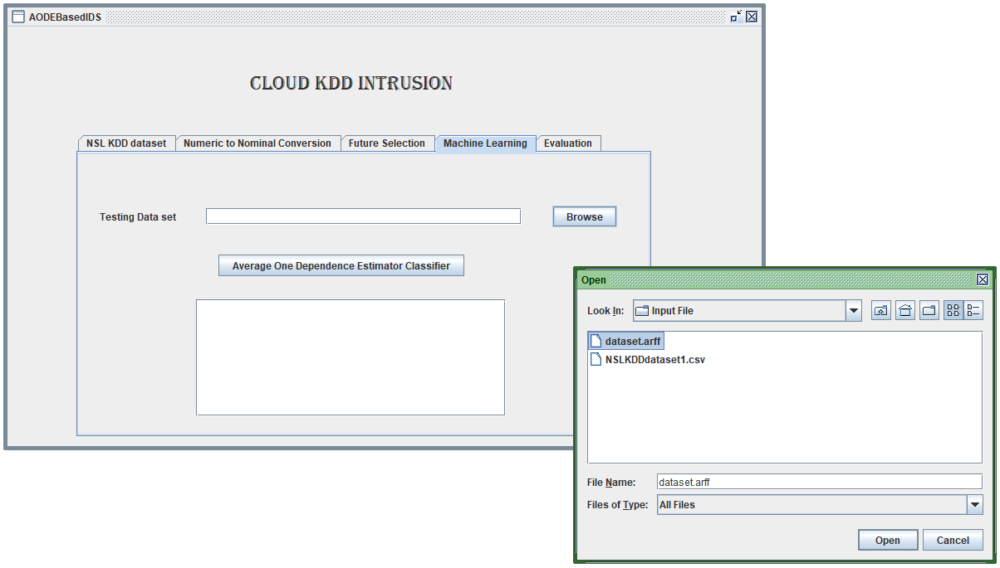 AODEBasedIDS
CLOUD KDD INTRUSION
NSL KDD dataset
Numeric to Nominal Conversion
Future Selection
Machine Learning
Evaluation
Testing Data set
Browse
Average One Dependence Estimator Classifier
Open
Look In:
Input File
dataset.arff
NSLKDDdataset1.csv
File Name:
dataset.arff
Files of Type:
All Files
Open
Cancel